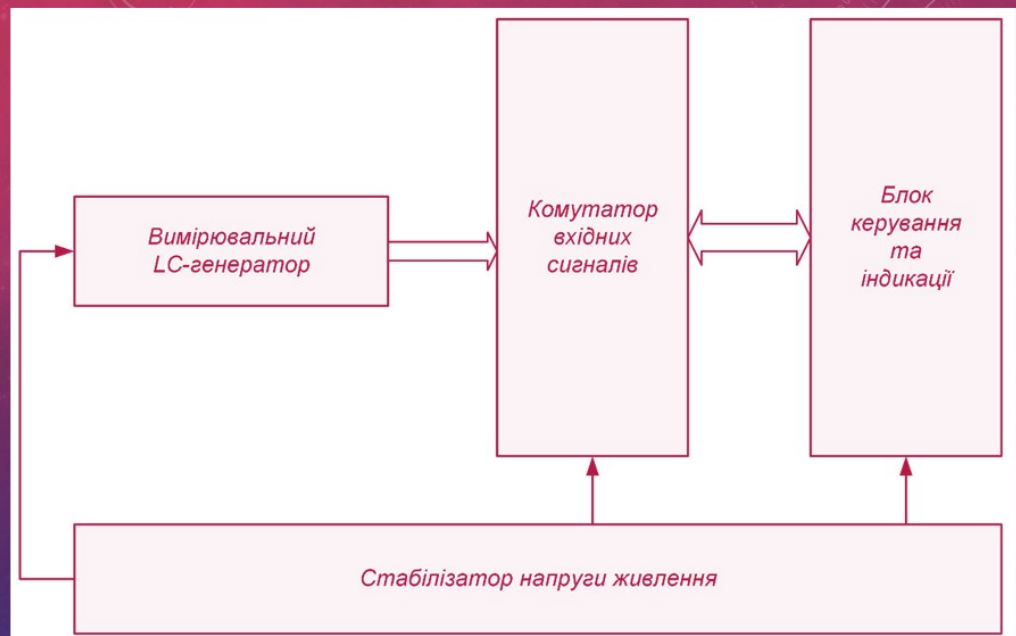 Вимірювальний
LC-генератор
Комутатор
вхідних
сигналів
Блок
керування
та
індикації
Стабілізатор напруги живлення